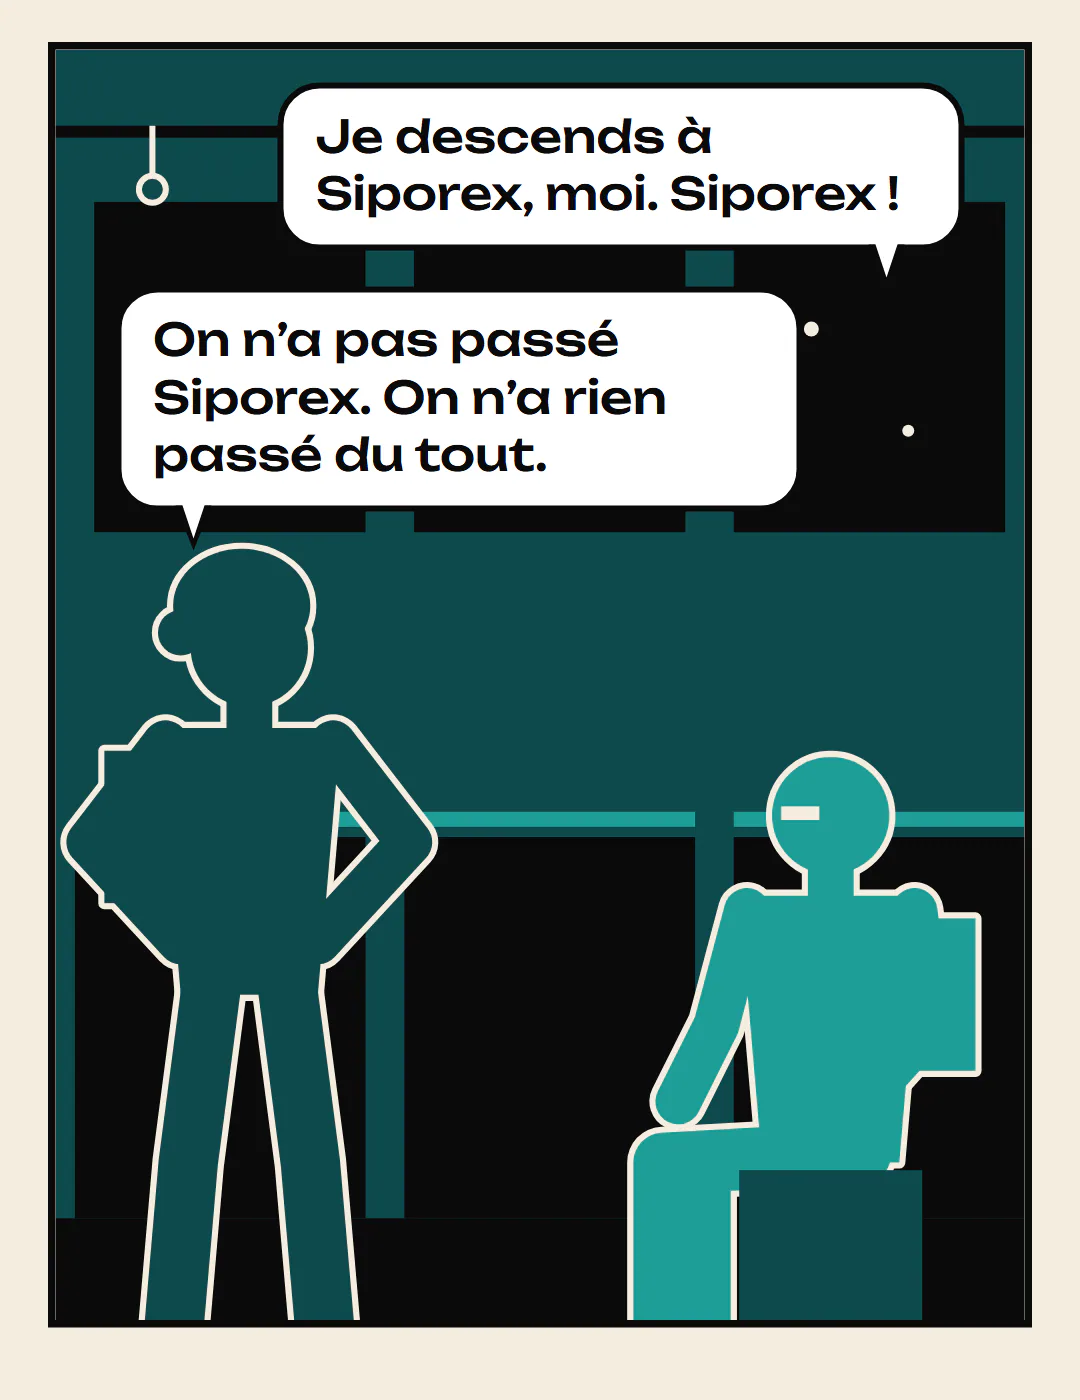 Je descends à
Siporex, moi. Siporex !
On n’a pas passé
Siporex. On n’a rien
passé du tout.